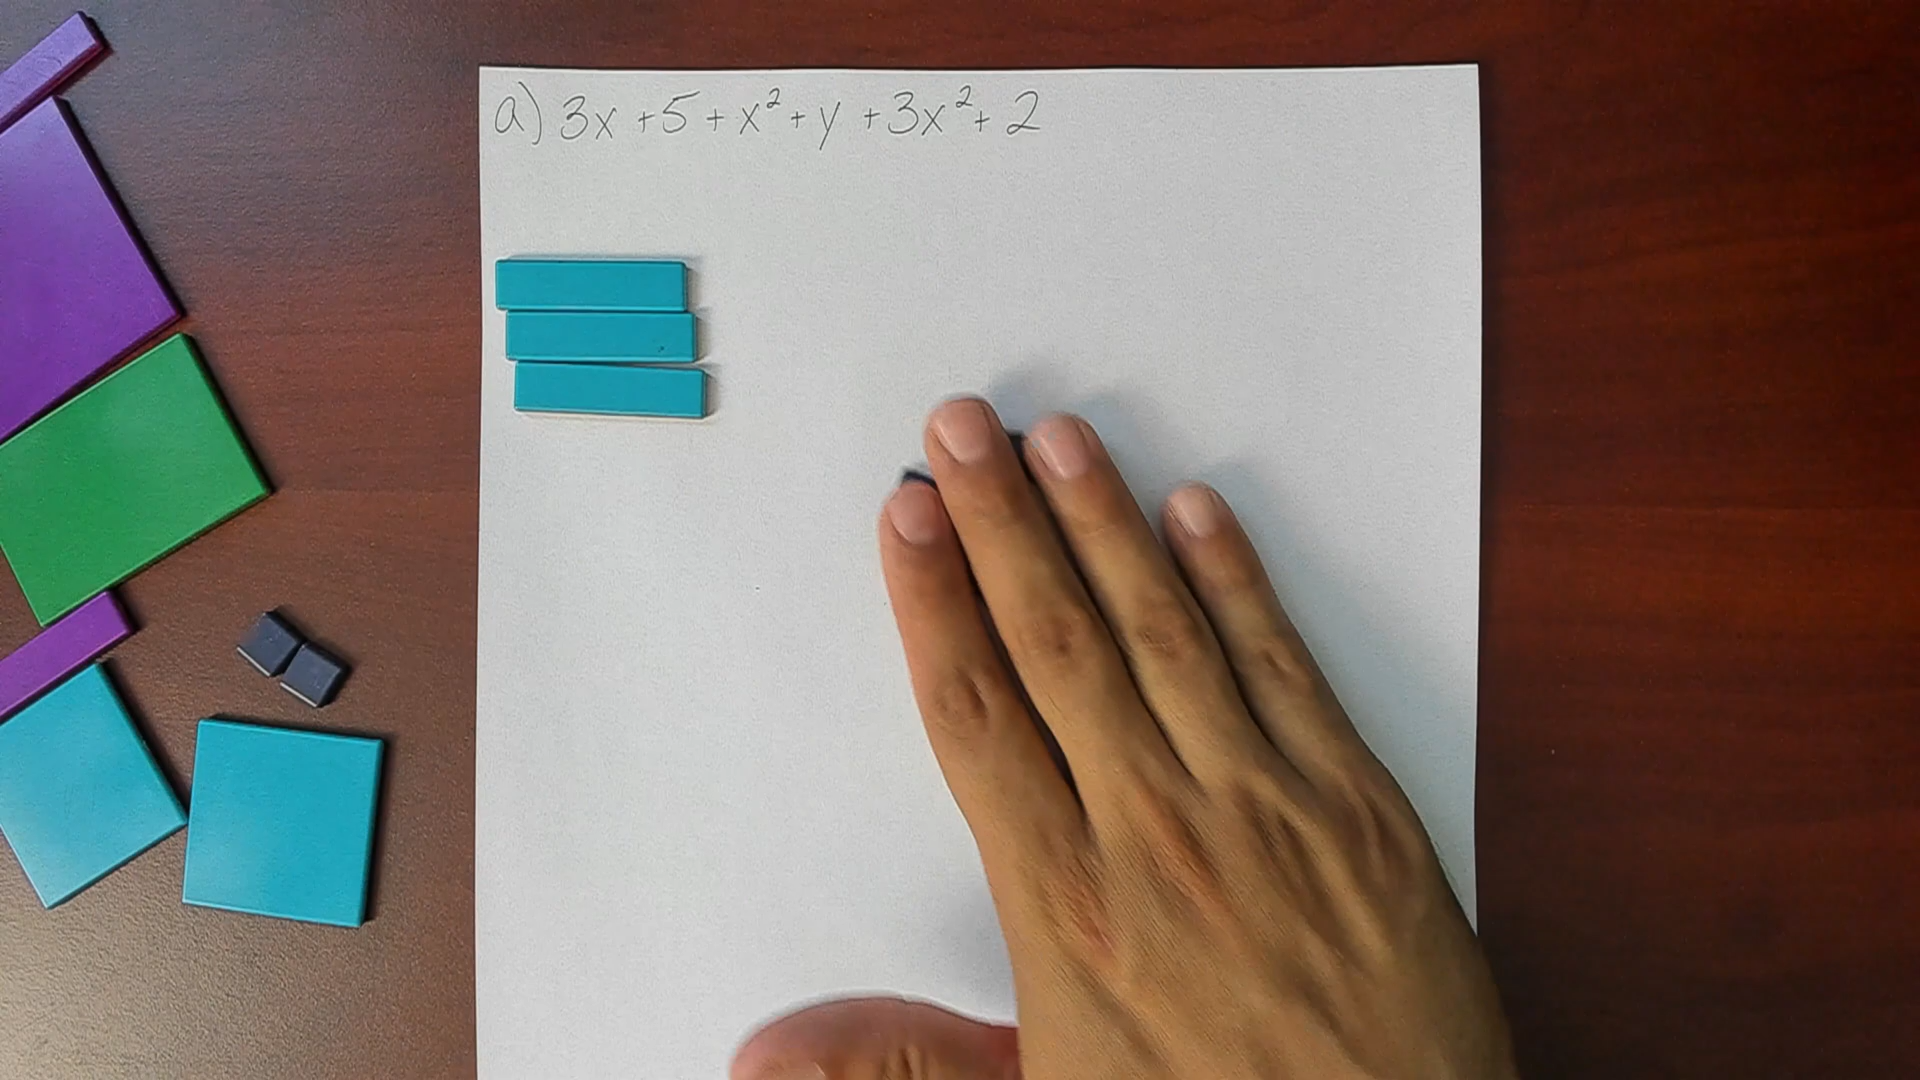 a) 3x + 5 + x² + y + 3x² + 2